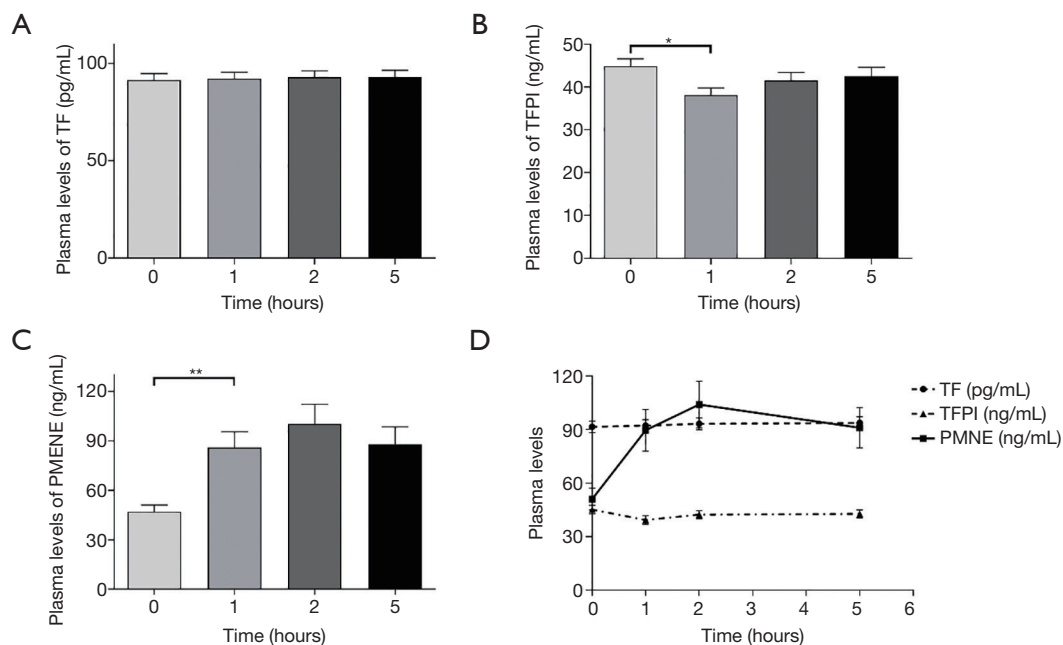 A
Plasma levels of TF (pg/mL)
100
50
0
0 1 2 5
Time (hours)
B
Plasma levels of TFPI (ng/mL)
50
40
30
20
10
0
*
0 1 2 5
Time (hours)
C
Plasma levels of PMENE (ng/mL)
120
90
60
30
0
**
0 1 2 5
Time (hours)
D
Plasma levels
120
90
60
30
0
0 1 2 3 4 5 6
Time (hours)
TF (pg/mL)
TFPI (ng/mL)
PMNE (ng/mL)